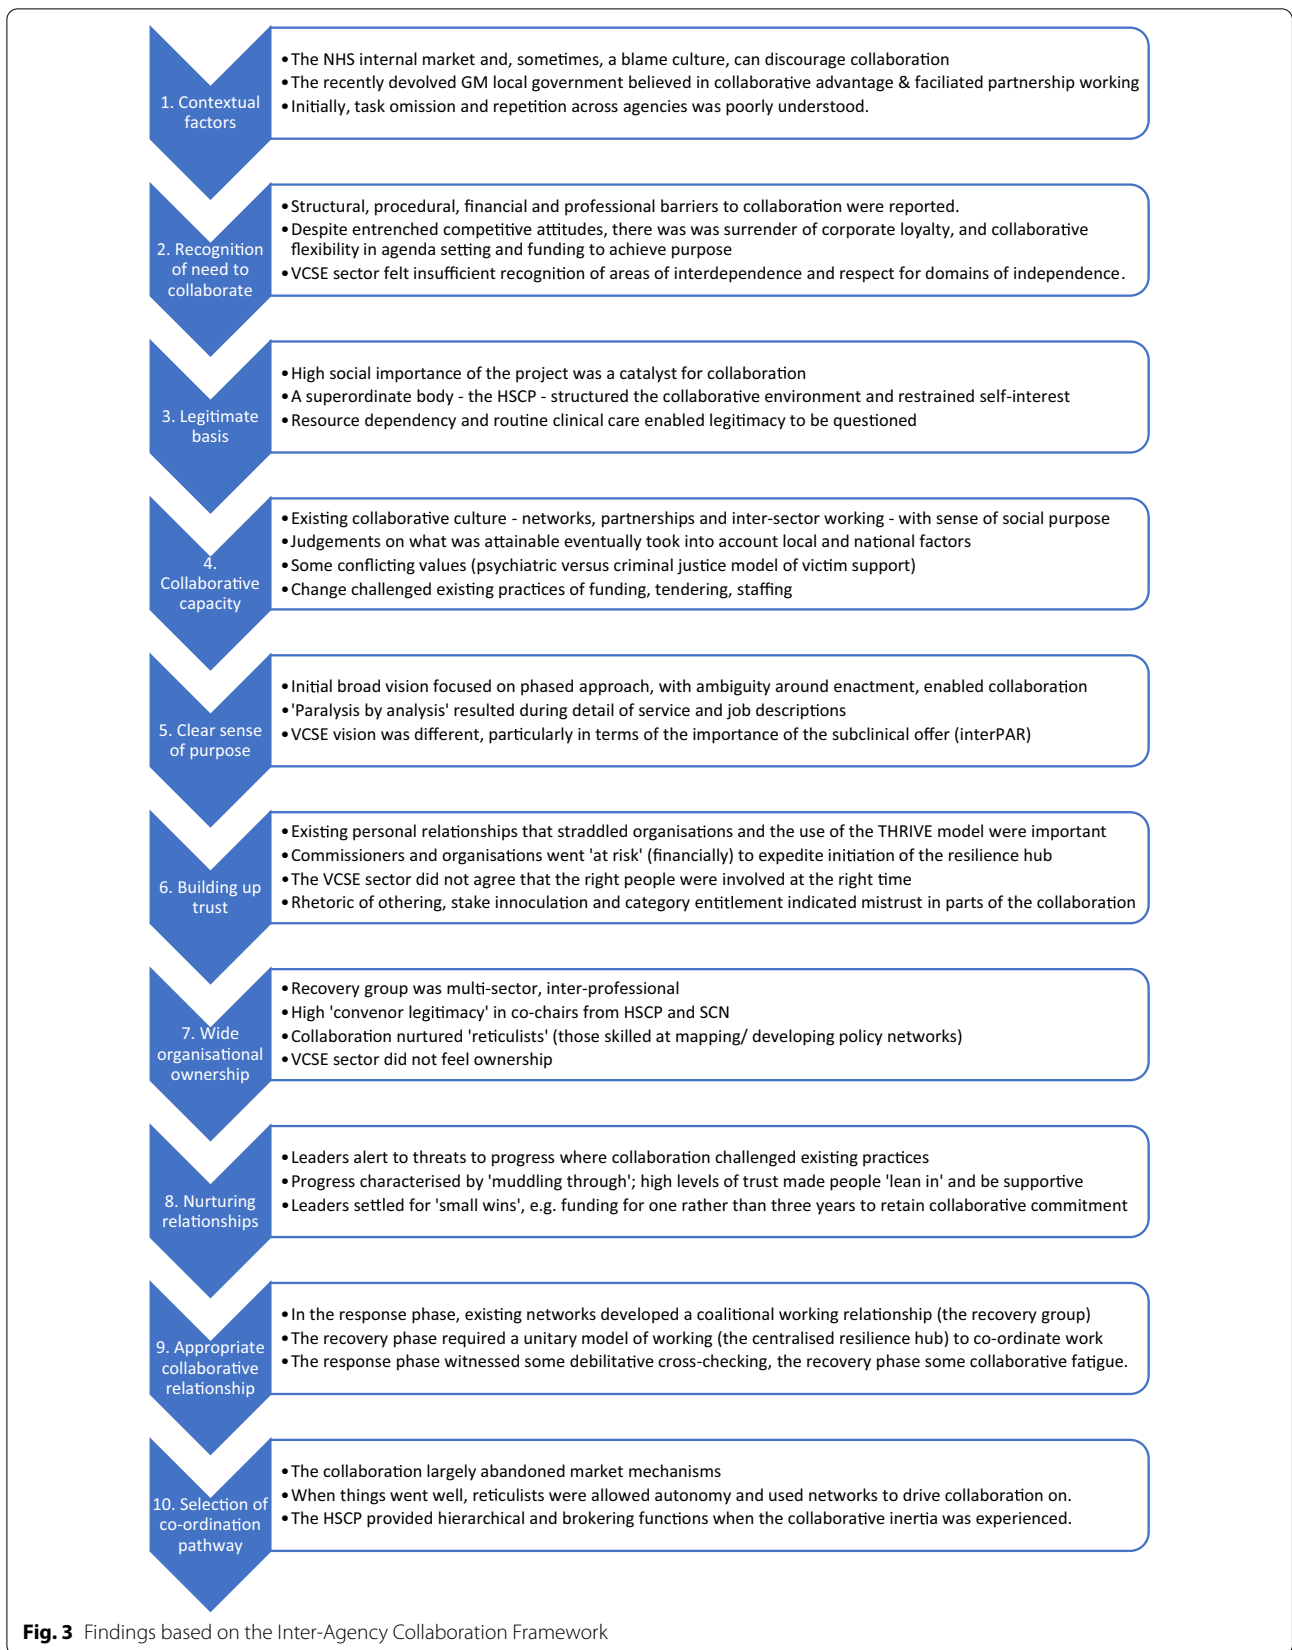 1. Contextual
factors
•The NHS internal market and, sometimes, a blame culture, can discourage collaboration
•The recently devolved GM local government believed in collaborative advantage & faciliated partnership working
•Initially, task omission and repetition across agencies was poorly understood.
2. Recognition
of need to
collaborate
•Structural, procedural, financial and professional barriers to collaboration were reported.
•Despite entrenched competitive attitudes, there was was surrender of corporate loyalty, and collaborative
flexibility in agenda setting and funding to achieve purpose
•VCSE sector felt insufficient recognition of areas of interdependence and respect for domains of independence.
3. Legitimate
basis
•High social importance of the project was a catalyst for collaboration
•A superordinate body - the HSCP - structured the collaborative environment and restrained self-interest
•Resource dependency and routine clinical care enabled legitimacy to be questioned
4.
Collaborative
capacity
•Existing collaborative culture - networks, partnerships and inter-sector working - with sense of social purpose
•Judgements on what was attainable eventually took into account local and national factors
•Some conflicting values (psychiatric versus criminal justice model of victim support)
•Change challenged existing practices of funding, tendering, staffing
5. Clear sense
of purpose
•Initial broad vision focused on phased approach, with ambiguity around enactment, enabled collaboration
•'Paralysis by analysis' resulted during detail of service and job descriptions
•VCSE vision was different, particularly in terms of the importance of the subclinical offer (interPAR)
6. Building up
trust
•Existing personal relationships that straddled organisations and the use of the THRIVE model were important
•Commissioners and organisations went 'at risk' (financially) to expedite initiation of the resilience hub
•The VCSE sector did not agree that the right people were involved at the right time
•Rhetoric of othering, stake innoculation and category entitlement indicated mistrust in parts of the collaboration
7. Wide
organisational
ownership
•Recovery group was multi-sector, inter-professional
•High 'convenor legitimacy' in co-chairs from HSCP and SCN
•Collaboration nurtured 'reticulists' (those skilled at mapping/ developing policy networks)
•VCSE sector did not feel ownership
8. Nurturing
relationships
•Leaders alert to threats to progress where collaboration challenged existing practices
•Progress characterised by 'muddling through'; high levels of trust made people 'lean in' and be supportive
•Leaders settled for 'small wins', e.g. funding for one rather than three years to retain collaborative commitment
9. Appropriate
collaborative
relationship
•In the response phase, existing networks developed a coalitional working relationship (the recovery group)
•The recovery phase required a unitary model of working (the centralised resilience hub) to co-ordinate work
•The response phase witnessed some debilitative cross-checking, the recovery phase some collaborative fatigue.
10. Selection of
co-ordination
pathway
•The collaboration largely abandoned market mechanisms
•When things went well, reticulists were allowed autonomy and used networks to drive collaboration on.
•The HSCP provided hierarchical and brokering functions when the collaborative inertia was experienced.
Fig. 3 Findings based on the Inter-Agency Collaboration Framework